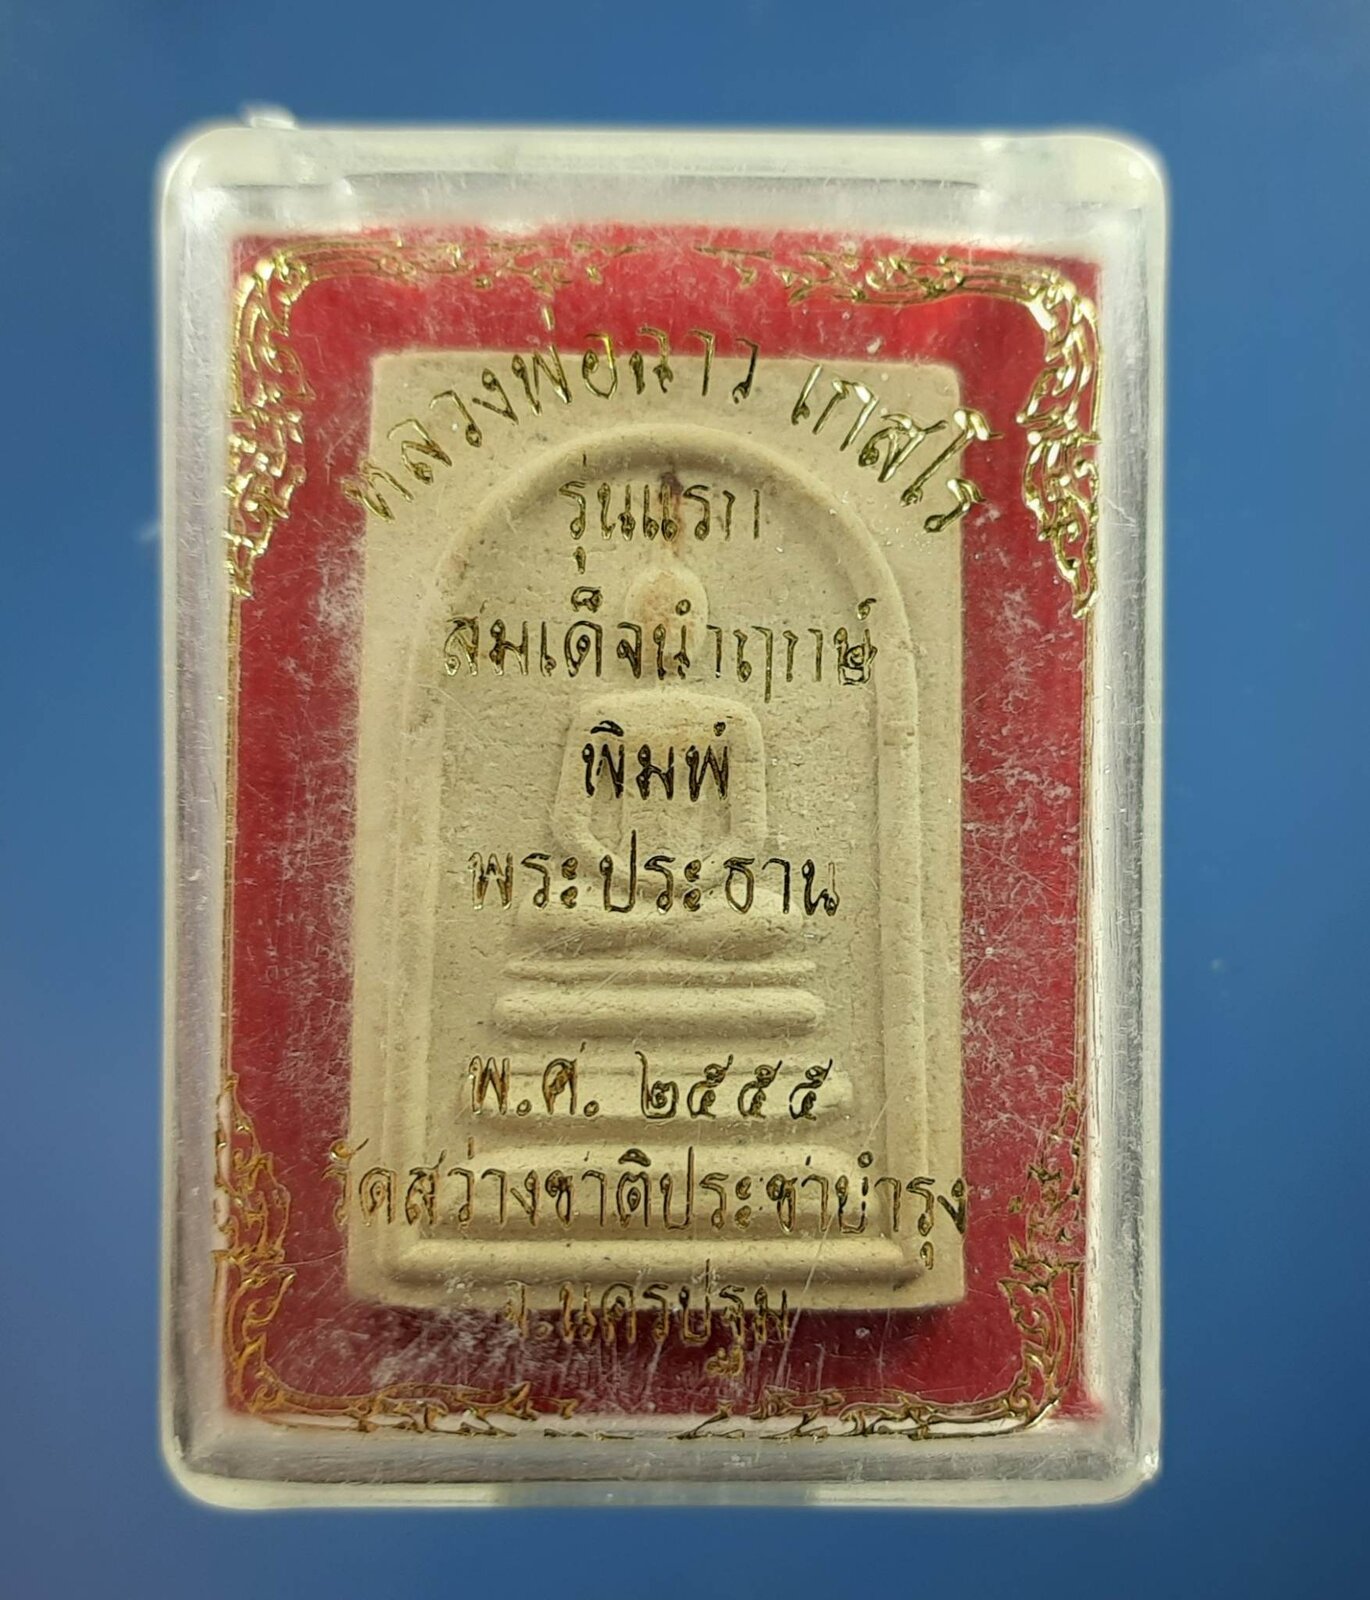 หลวงพ่อฉาว เกสโร
รุ่นแรก
สมเด็จนำฤกษ์
พิมพ์
พระประธาน
พ.ศ. ๒๕๕๕
วัดสว่างชาติประชาบำรุง
จ.นครปฐม